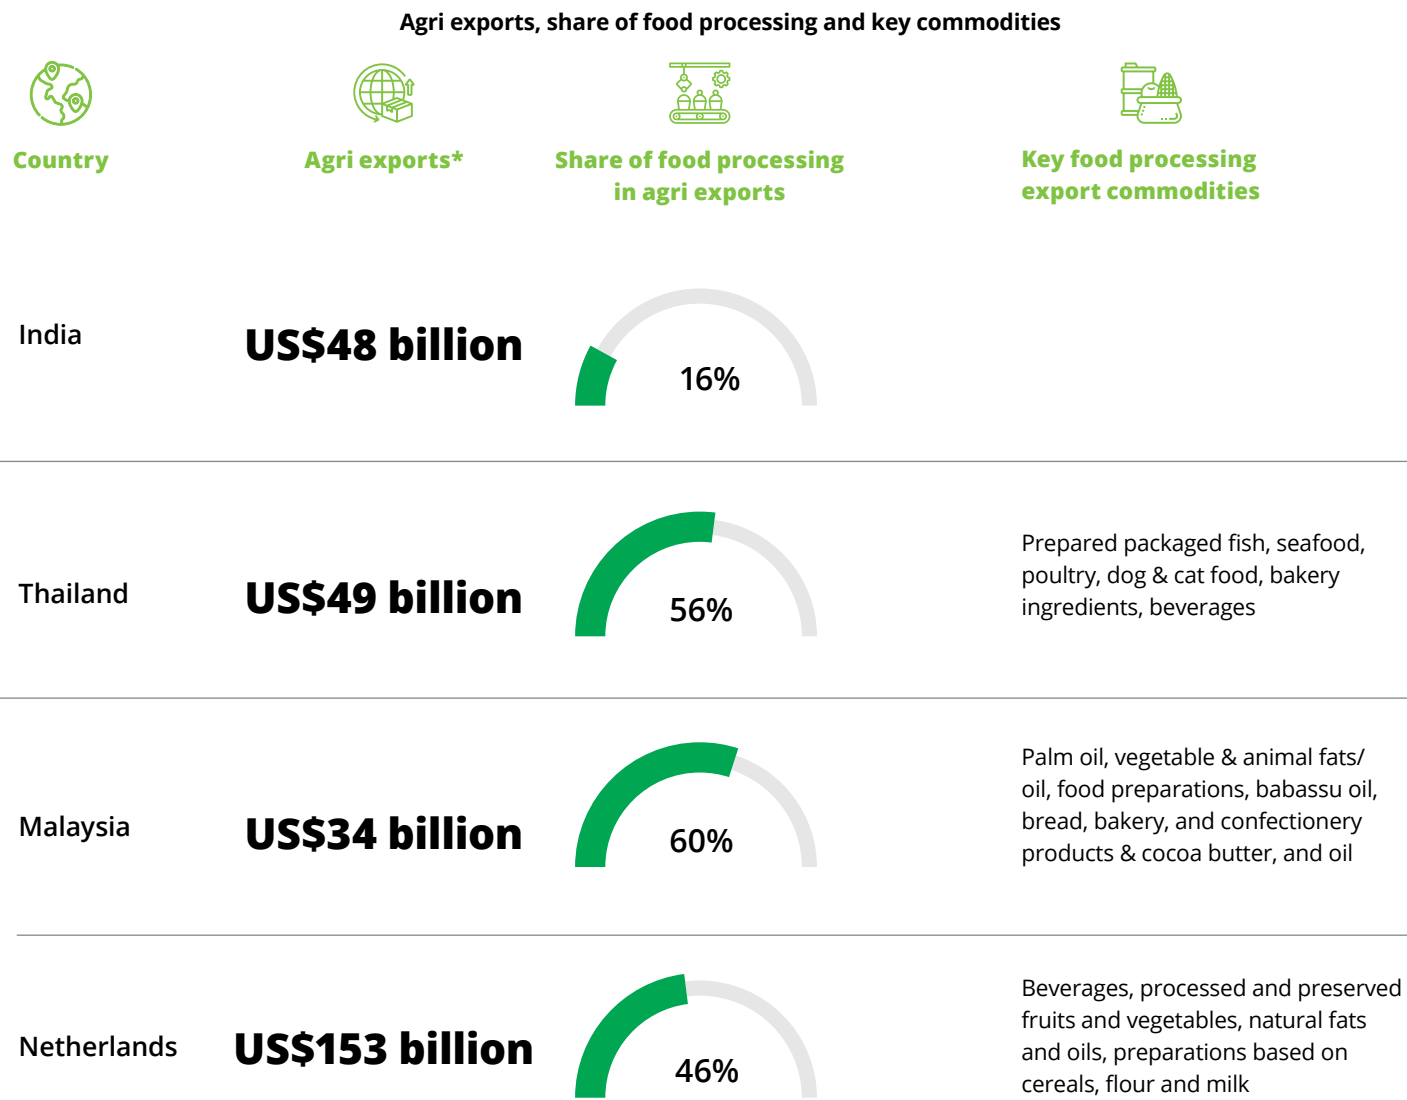 Agri exports, share of food processing and key commodities
Country
Agri exports*
Share of food processing
in agri exports
Key food processing
export commodities
India
US$48 billion
16%
Thailand
US$49 billion
56%
Prepared packaged fish, seafood,
poultry, dog & cat food, bakery
ingredients, beverages
Malaysia
US$34 billion
60%
Palm oil, vegetable & animal fats/
oil, food preparations, babassu oil,
bread, bakery, and confectionery
products & cocoa butter, and oil
Netherlands
US$153 billion
46%
Beverages, processed and preserved
fruits and vegetables, natural fats
and oils, preparations based on
cereals, flour and milk